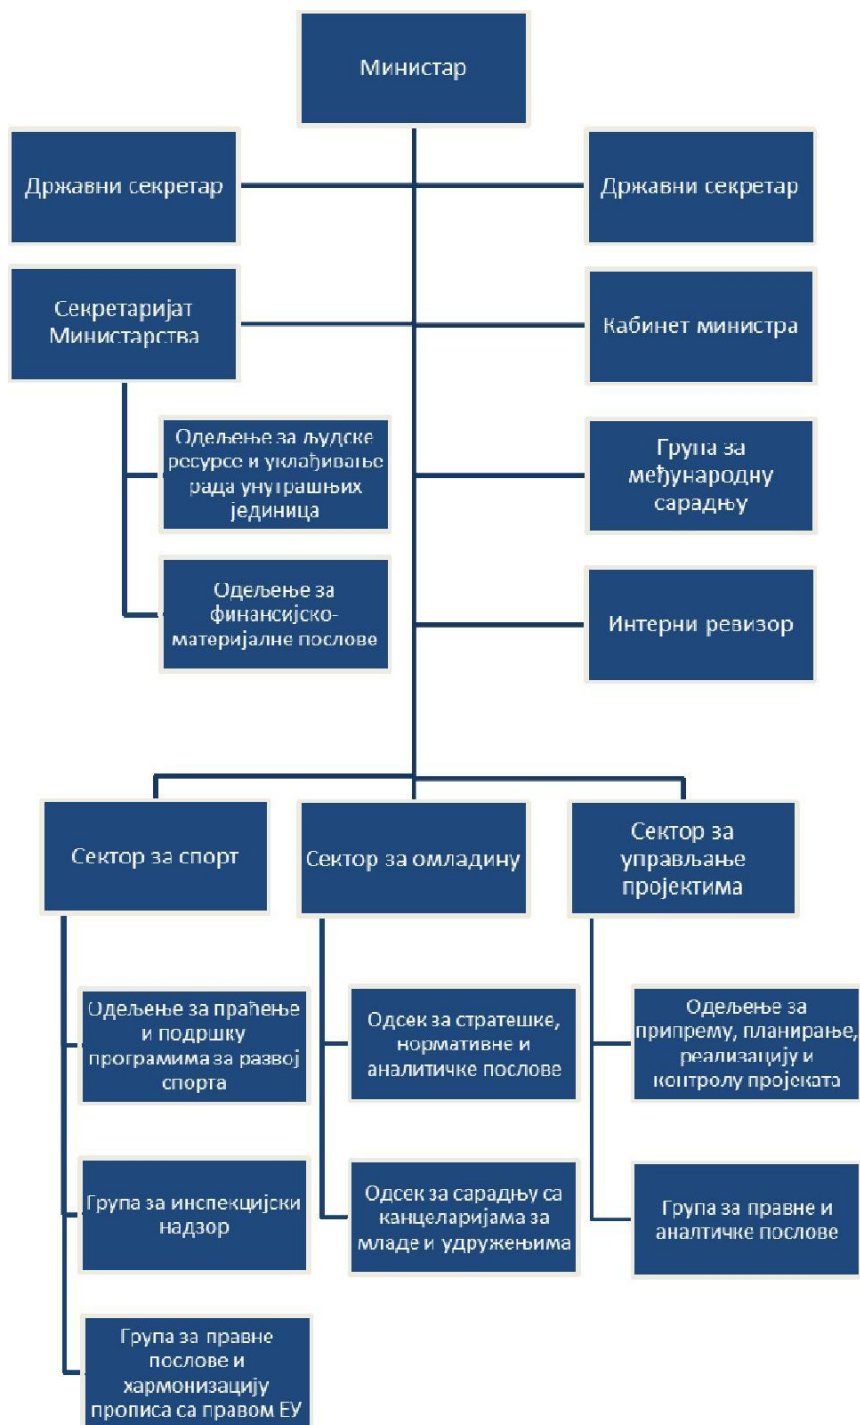 Министар
Државни секретар
Државни секретар
Секретаријат
Министарства
Кабинет министра
Одељење за људске
ресурсе и уклађивање
рада унутрашњих
јединица
Група за
међународну
сарадњу
Одељење за
финансијско-
материјалне послове
Интерни ревизор
Сектор за спорт
Сектор за омладину
Сектор за
управљање
пројектима
Одељење за праћење
и подршку
програмима за развој
спорта
Одсек за стратешке,
нормативне и
аналитичке послове
Одељење за
припрему, планирање,
реализацију и
контролу пројеката
Група за инспекцијски
надзор
Одсек за сарадњу са
канцеларијама за
младе и удружењима
Група за правне и
аналтичке послове
Група за правне
послове и
хармонизацију
прописа са правом ЕУ